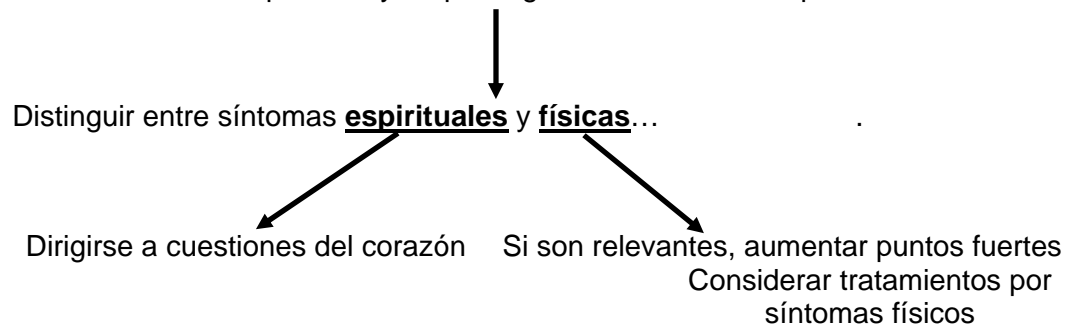 Distinguir entre síntomas espirituales y físicas… .
Dirigirse a cuestiones del corazón Si son relevantes, aumentar puntos fuertes
Considerar tratamientos por
síntomas físicos